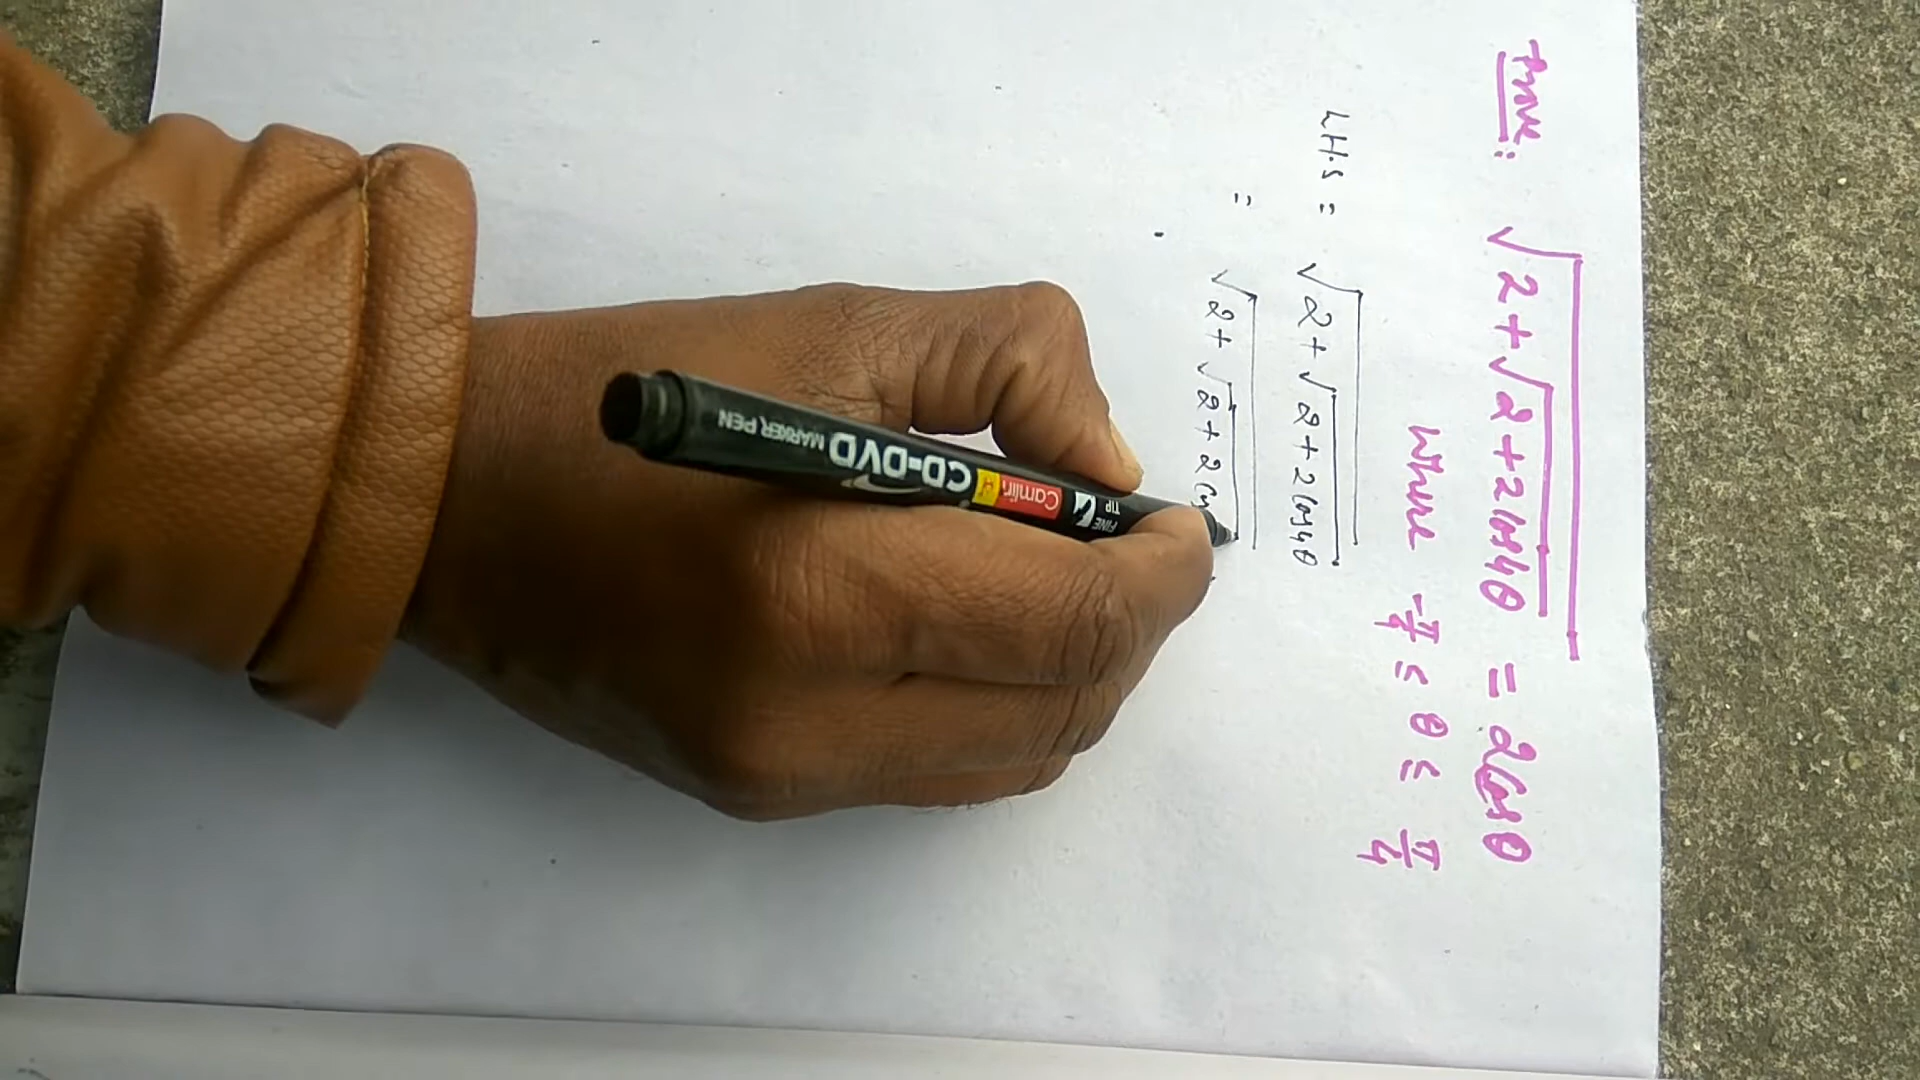 Prove: √2+√2+2Cos4θ = 2Cosθ
Where -π/4 ≤ θ ≤ π/4
L.H.S = √2+√2+2Cos4θ
= √2+√2+2Co
Camlin CD-DVD MARKER PEN
FINE TIP